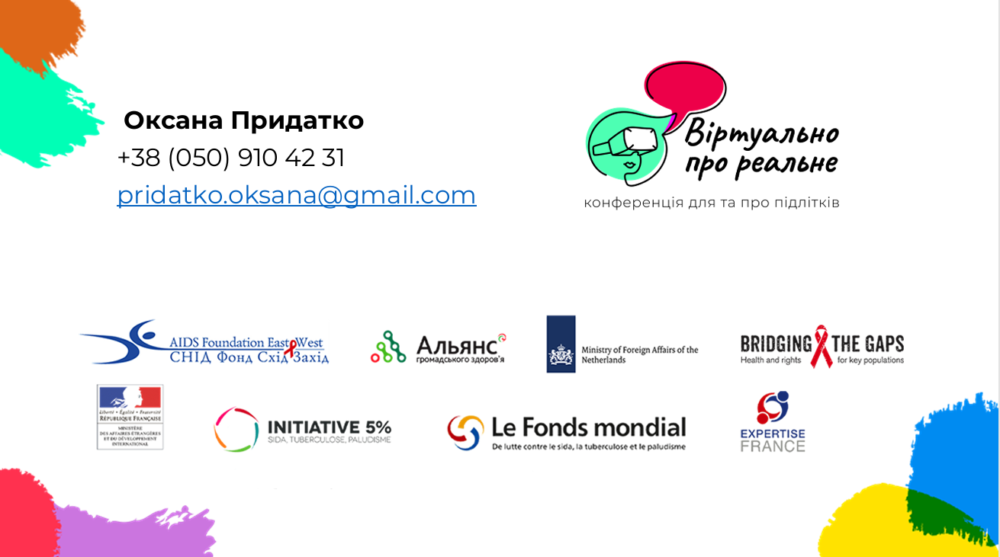 Оксана Придатко
+38 (050) 910 42 31
pridatko.oksana@gmail.com
Віртуально
про реальне
конференція для та про підлітків
AIDS Foundation East West
СНІД Фонд Схід Захід
Альянс
громадського здоров'я
Ministry of Foreign Affairs of the
Netherlands
BRIDGING THE GAPS
Health and rights for key populations
Liberté • Égalité • Fraternité
RÉPUBLIQUE FRANÇAISE
MINISTÈRE
DES AFFAIRES ÉTRANGÈRES
ET DU DÉVELOPPEMENT
INTERNATIONAL
INITIATIVE 5%
SIDA, TUBERCULOSE, PALUDISME
Le Fonds mondial
De lutte contre le sida, la tuberculose et le paludisme
EXPERTISE
FRANCE